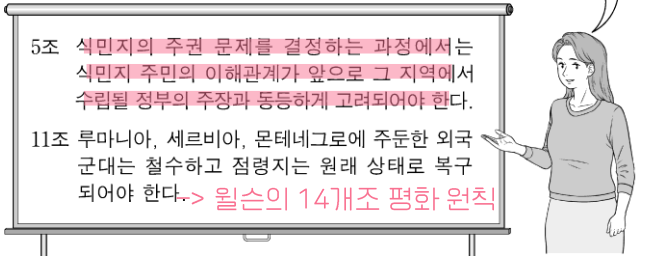 5조 식민지의 주권 문제를 결정하는 과정에서는
식민지 주민의 이해관계가 앞으로 그 지역에서
수립될 정부의 주장과 동등하게 고려되어야 한다.
11조 루마니아, 세르비아, 몬테네그로에 주둔한 외국
군대는 철수하고 점령지는 원래 상태로 복구
되어야 한다. -> 윌슨의 14개조 평화 원칙